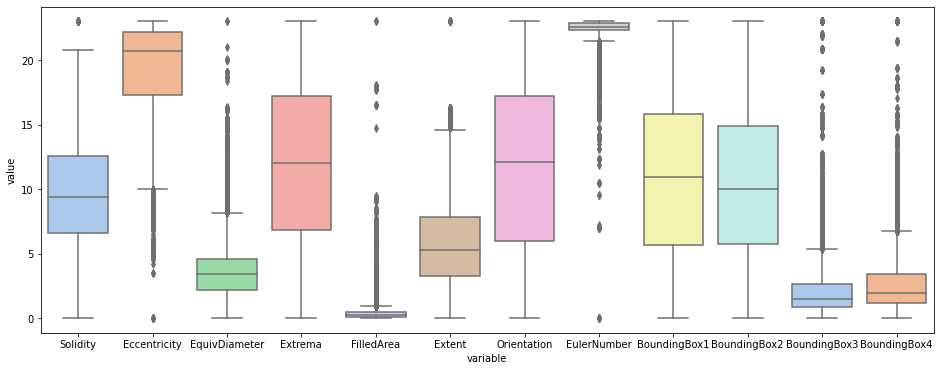 value
20
15
10
5
0
Solidity Eccentricity EquivDiameter Extrema FilledArea Extent Orientation EulerNumber BoundingBox1 BoundingBox2 BoundingBox3 BoundingBox4
variable